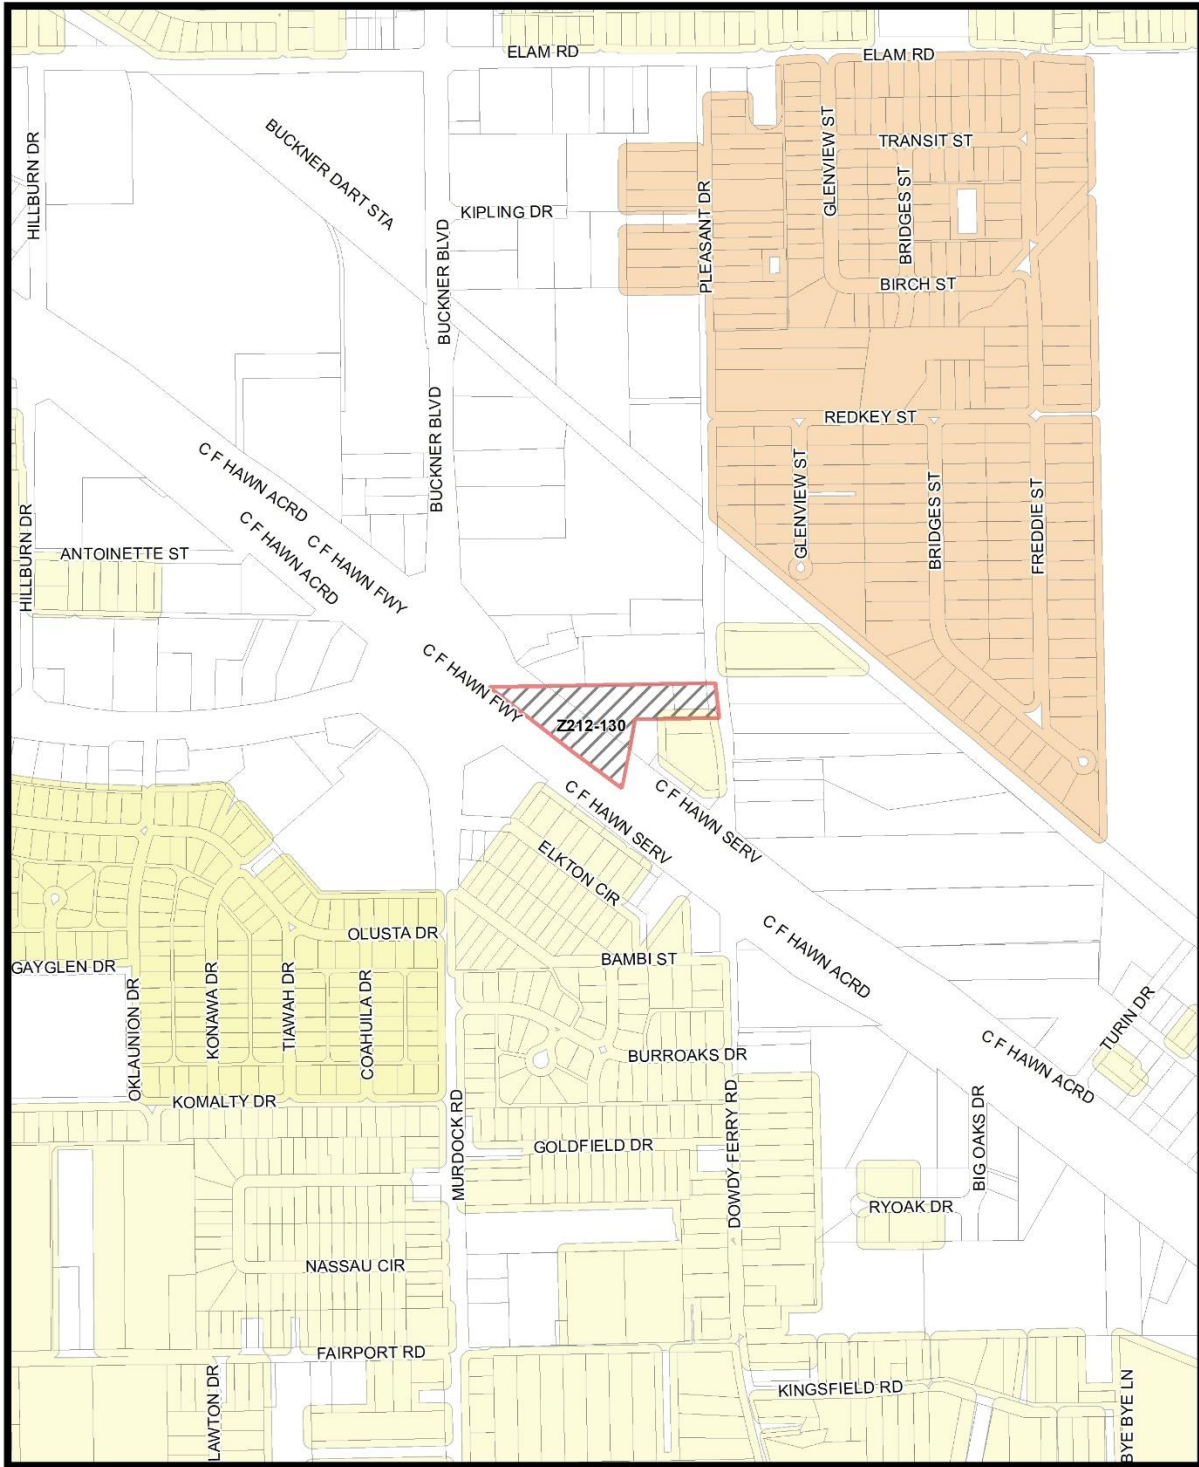 ELAM RD
ELAM RD
HILLBURN DR
BUCKNER DART STA
GLENVIEW ST
TRANSIT ST
BRIDGES ST
PLEASANT DR
KIPLING DR
BUCKNER BLVD
BIRCH ST
BUCKNER BLVD
REDKEY ST
C F HAWN ACRD
C F HAWN ACRD
C F HAWN FWY
GLENVIEW ST
BRIDGES ST
FREDDIE ST
HILLBURN DR
ANTOINETTE ST
C F HAWN FWY
Z212-130
C F HAWN SERV
C F HAWN SERV
ELKTON CIR
OLUSTA DR
GAYGLEN DR
BAMBI ST
C F HAWN ACRD
OKLAUNION DR
KONAWA DR
TIAWAH DR
COAHUILA DR
BURROAKS DR
TURIN DR
C F HAWN ACRD
KOMALTY DR
MURDOCK RD
GOLDFIELD DR
DOWDY FERRY RD
BIG OAKS DR
RYOAK DR
NASSAU CIR
FAIRPORT RD
LAWTON DR
KINGSFIELD RD
BYE BYE LN